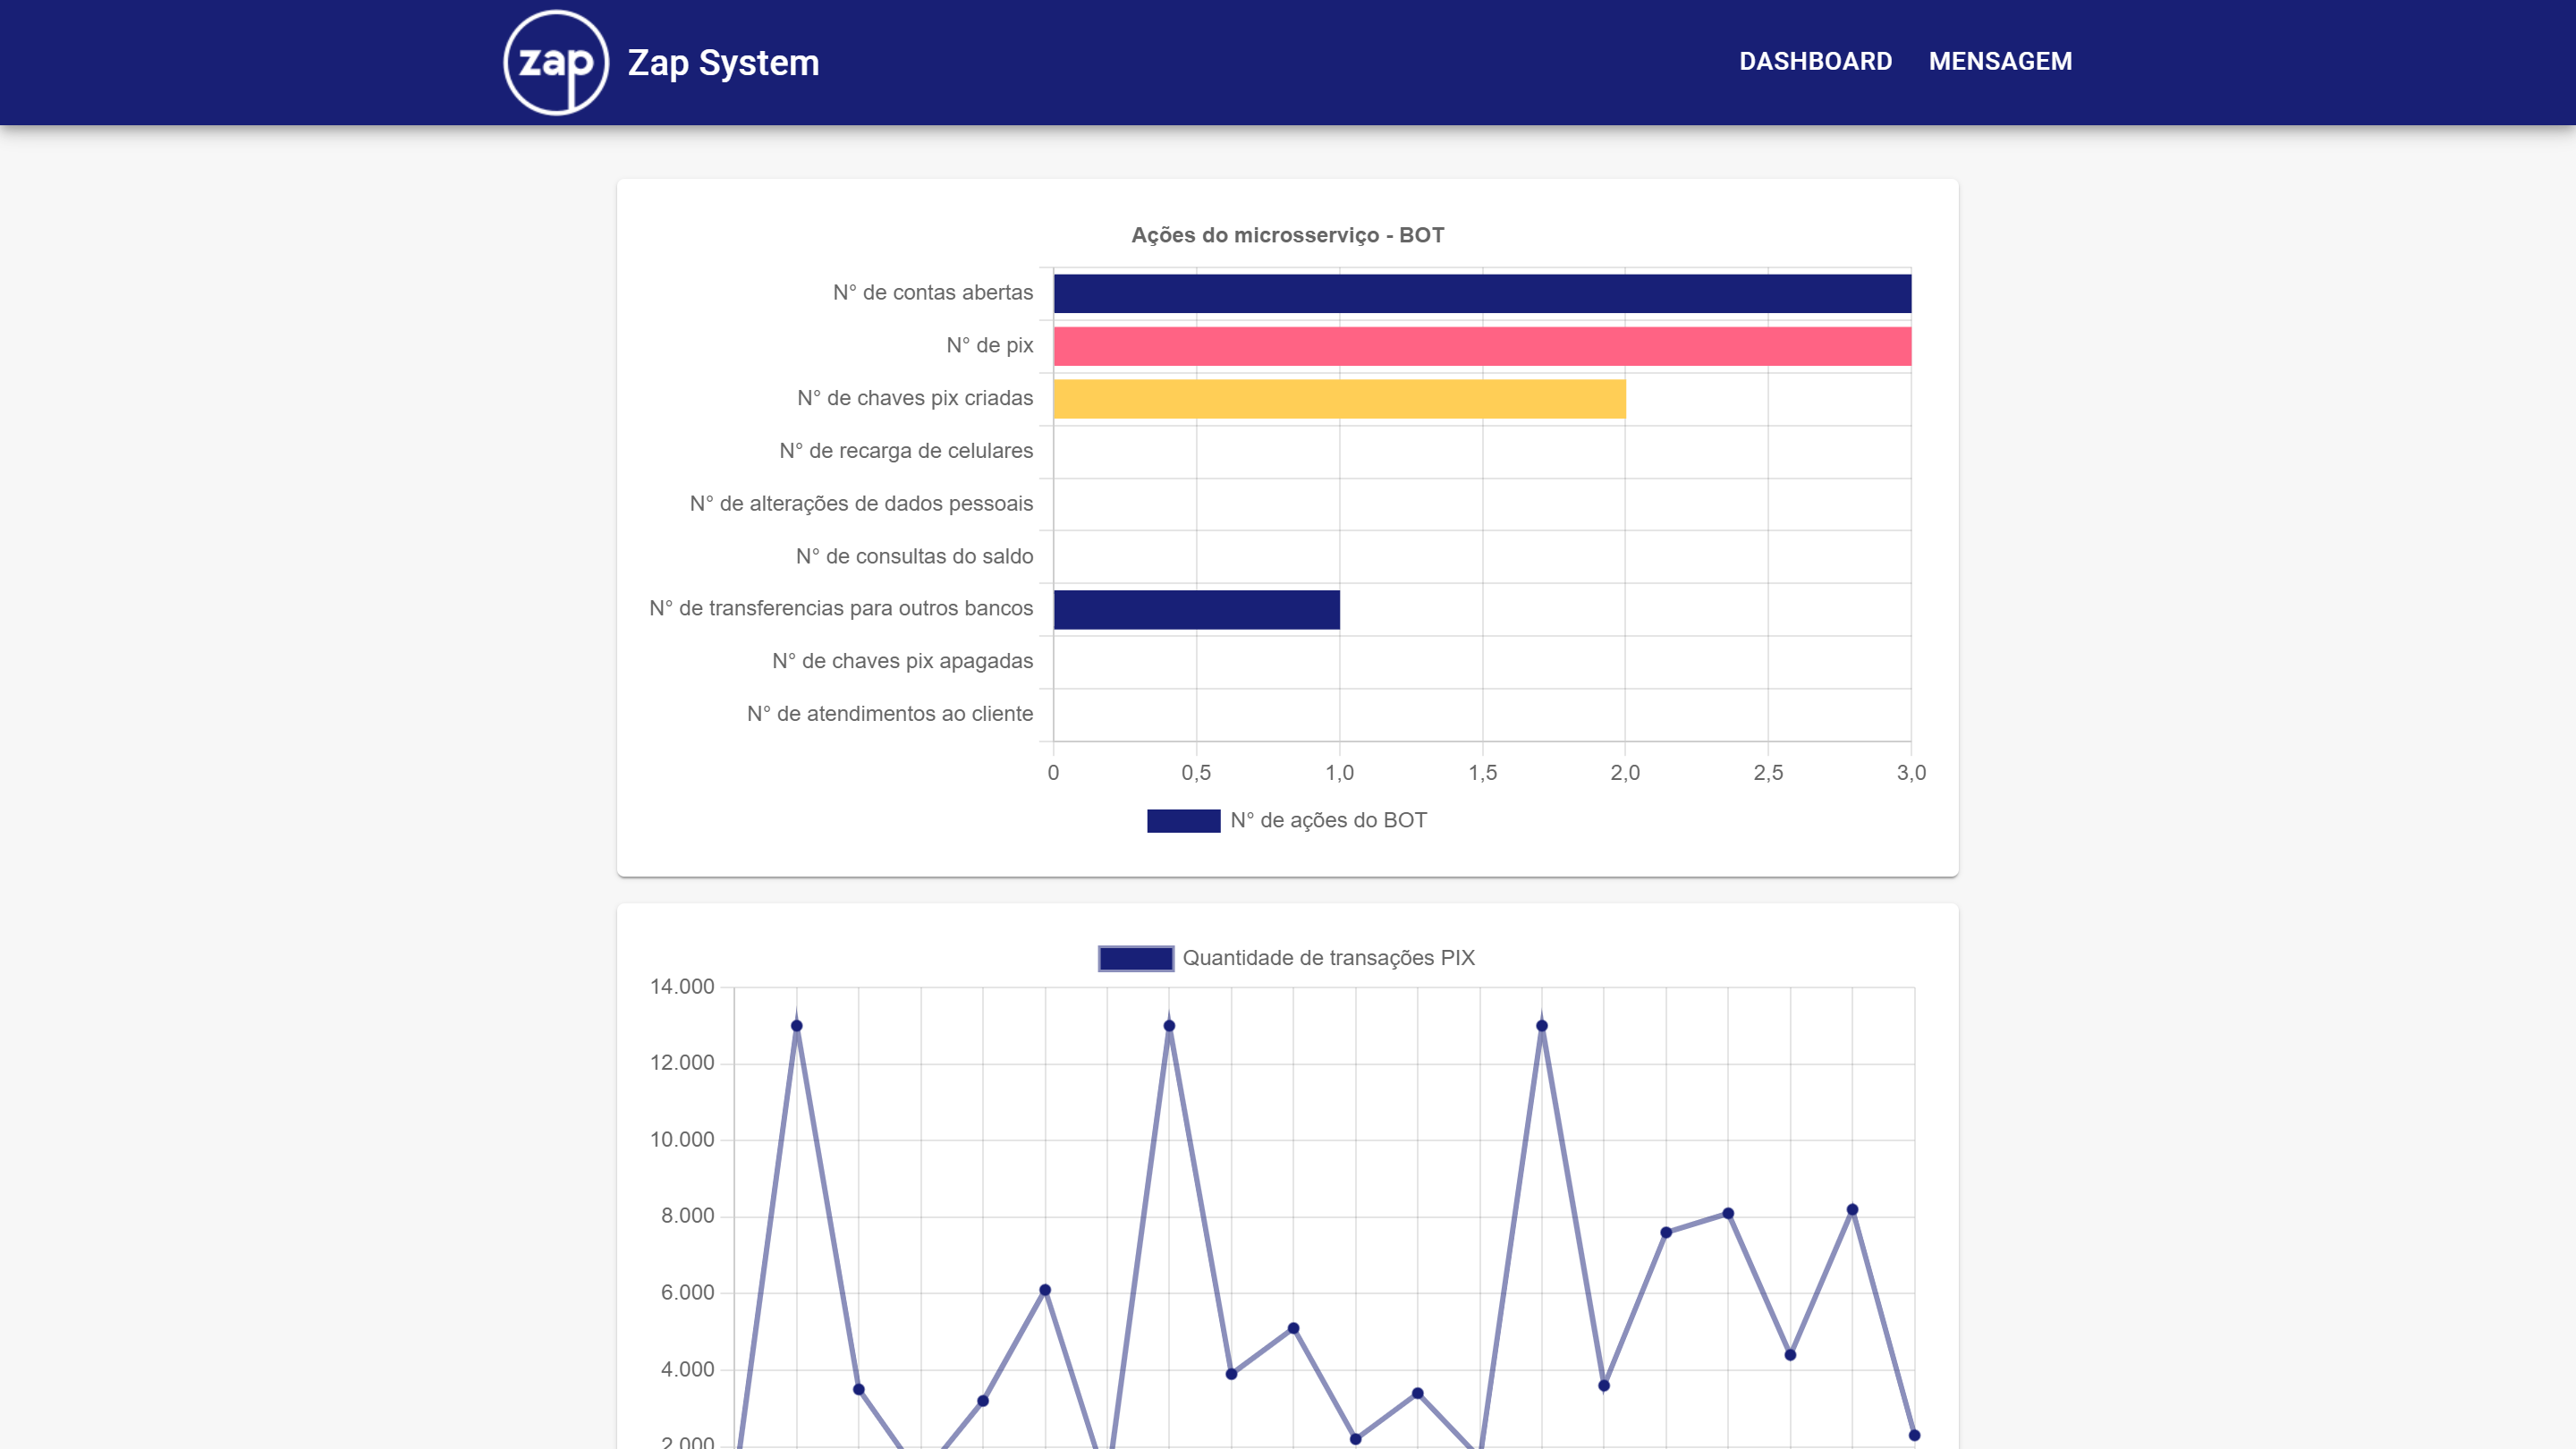 zap Zap System DASHBOARD MENSAGEM
Ações do microsserviço - BOT
N° de contas abertas
N° de pix
N° de chaves pix criadas
N° de recarga de celulares
N° de alterações de dados pessoais
N° de consultas do saldo
N° de transferencias para outros bancos
N° de chaves pix apagadas
N° de atendimentos ao cliente
0 0,5 1,0 1,5 2,0 2,5 3,0
N° de ações do BOT
Quantidade de transações PIX
14.000
12.000
10.000
8.000
6.000
4.000
2.000